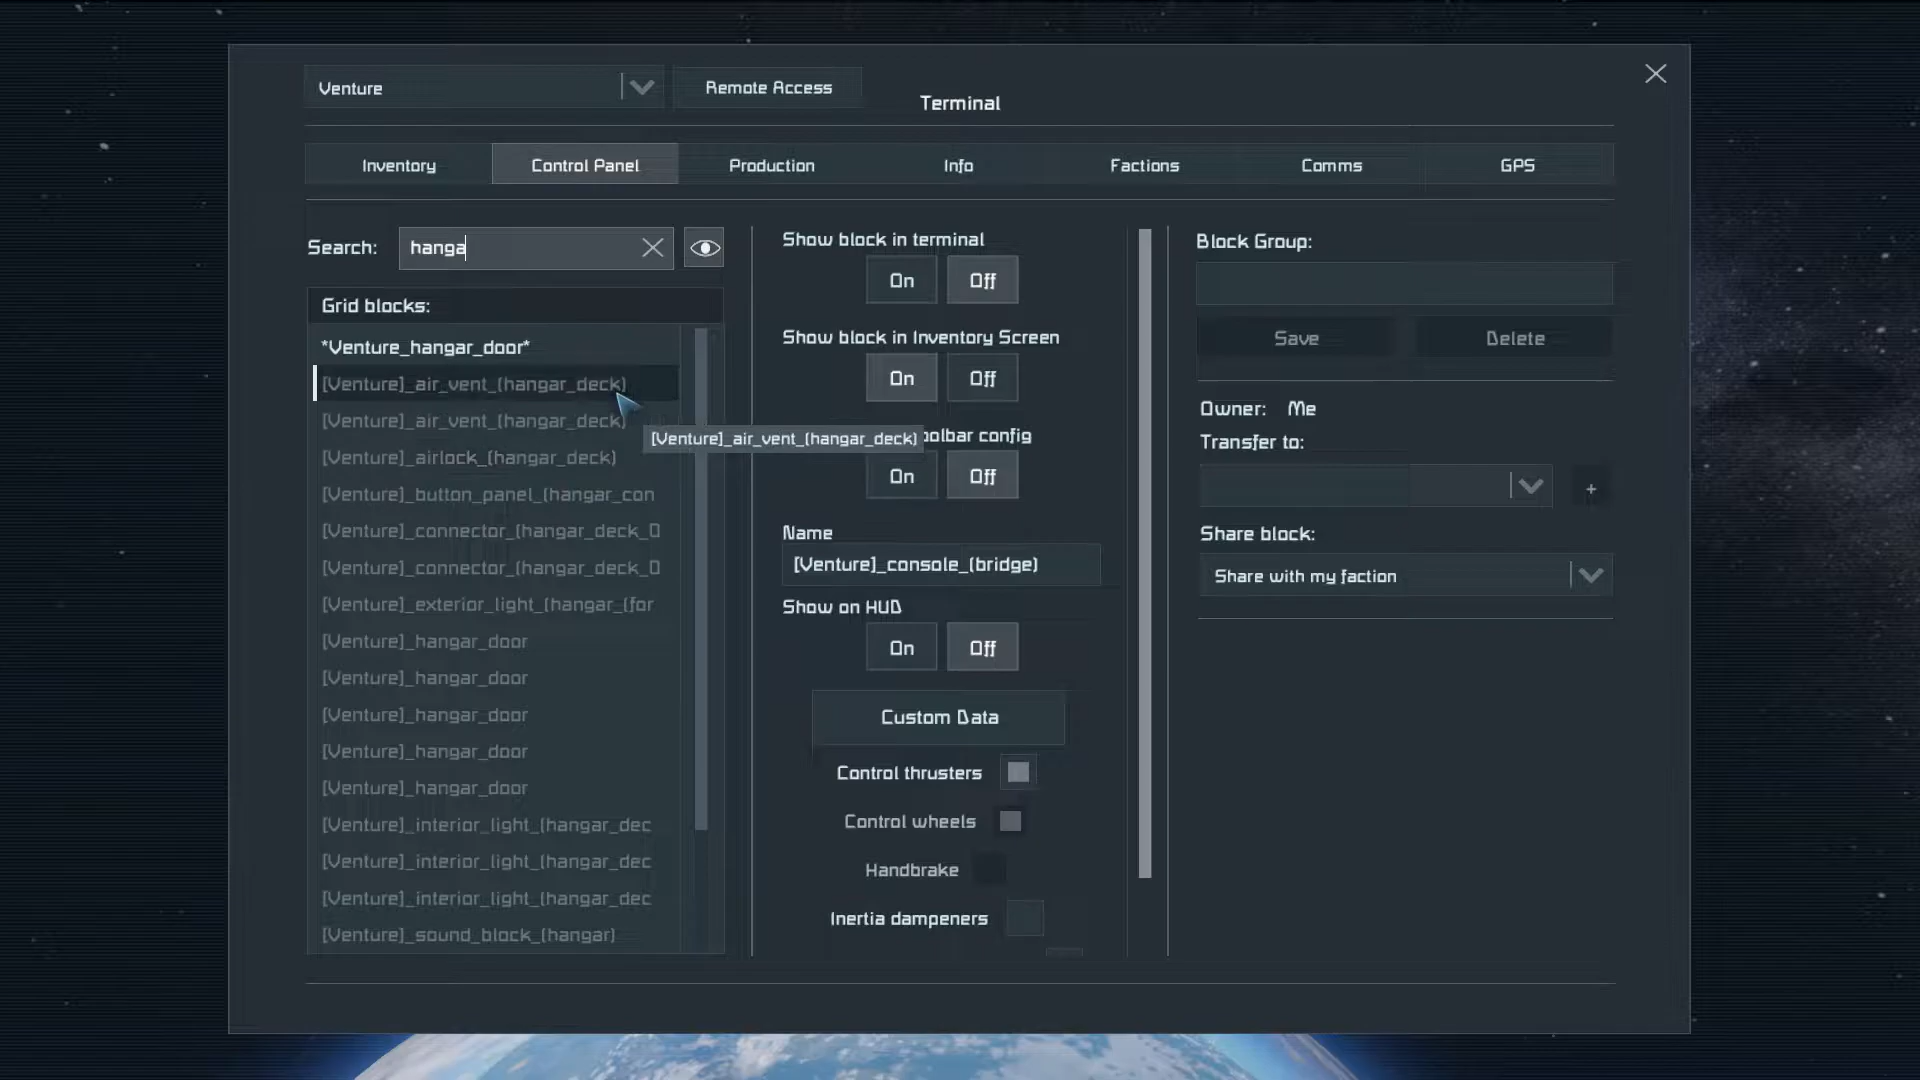 Venture
Remote Access
Terminal
Inventory
Control Panel
Production
Info
Factions
Comms
GPS
Search:
hanga
Grid blocks:
*Venture_hangar_door*
[Venture]_air_vent_(hangar_deck)
[Venture]_air_vent_(hangar_deck)
[Venture]_airlock_(hangar_deck)
[Venture]_button_panel_(hangar_con
[Venture]_connector_(hangar_deck_0
[Venture]_connector_(hangar_deck_0
[Venture]_exterior_light_(hangar_(for
[Venture]_hangar_door
[Venture]_hangar_door
[Venture]_hangar_door
[Venture]_hangar_door
[Venture]_hangar_door
[Venture]_interior_light_(hangar_dec
[Venture]_interior_light_(hangar_dec
[Venture]_interior_light_(hangar_dec
[Venture]_sound_block_(hangar)
[Venture]_air_vent_(hangar_deck)
Show block in terminal
On Off
Show block in Inventory Screen
On Off
oolbar config
On Off
Name
[Venture]_console_(bridge)
Show on HUD
On Off
Custom Data
Control thrusters
Control wheels
Handbrake
Inertia dampeners
Block Group:
Save
Delete
Owner: Me
Transfer to:
+
Share block:
Share with my faction